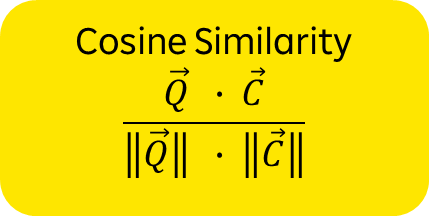 Cosine Similarity
Q⃗ · C⃗
‖Q⃗‖ · ‖C⃗‖